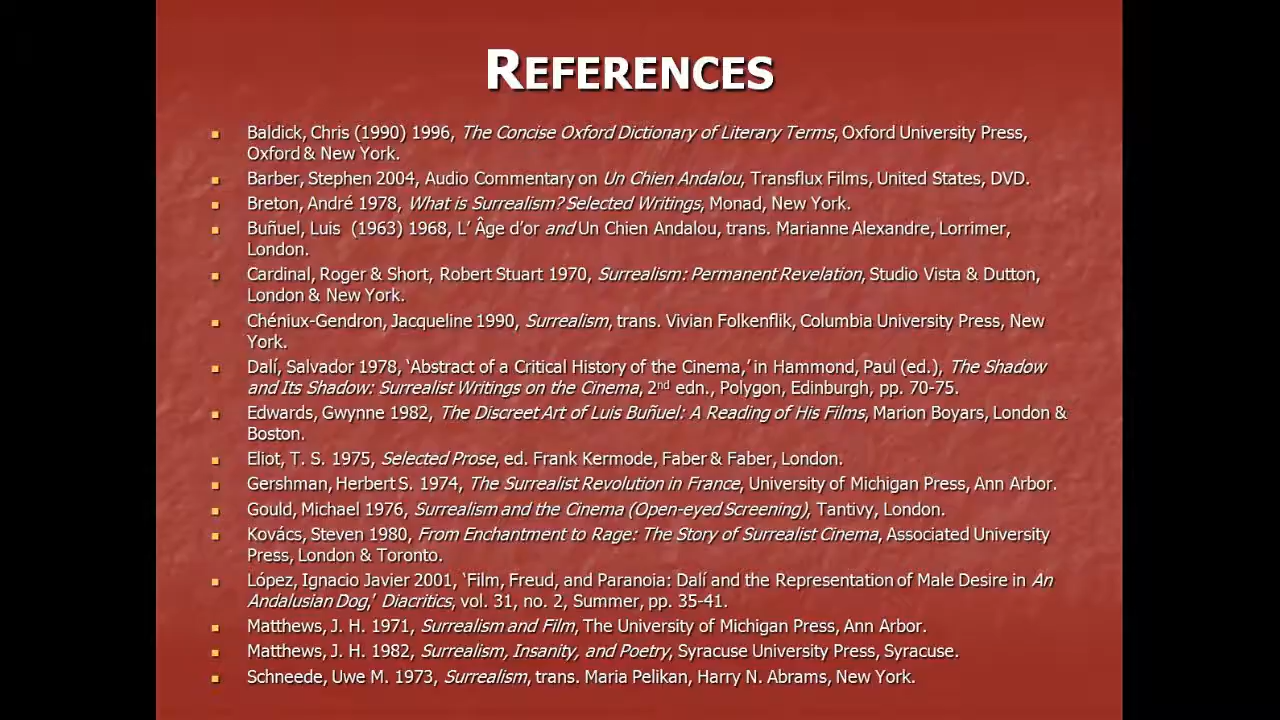 REFERENCES
Baldick, Chris (1990) 1996, The Concise Oxford Dictionary of Literary Terms, Oxford University Press,
Oxford & New York.
Barber, Stephen 2004, Audio Commentary on Un Chien Andalou, Transflux Films, United States, DVD.
Breton, André 1978, What is Surrealism? Selected Writings, Monad, New York.
Buñuel, Luis (1963) 1968, L’ Âge d’or and Un Chien Andalou, trans. Marianne Alexandre, Lorrimer,
London.
Cardinal, Roger & Short, Robert Stuart 1970, Surrealism: Permanent Revelation, Studio Vista & Dutton,
London & New York.
Chéniux-Gendron, Jacqueline 1990, Surrealism, trans. Vivian Folkenflik, Columbia University Press, New
York.
Dalí, Salvador 1978, ‘Abstract of a Critical History of the Cinema,’ in Hammond, Paul (ed.), The Shadow
and Its Shadow: Surrealist Writings on the Cinema, 2nd edn., Polygon, Edinburgh, pp. 70-75.
Edwards, Gwynne 1982, The Discreet Art of Luis Buñuel: A Reading of His Films, Marion Boyars, London &
Boston.
Eliot, T. S. 1975, Selected Prose, ed. Frank Kermode, Faber & Faber, London.
Gershman, Herbert S. 1974, The Surrealist Revolution in France, University of Michigan Press, Ann Arbor.
Gould, Michael 1976, Surrealism and the Cinema (Open-eyed Screening), Tantivy, London.
Kovács, Steven 1980, From Enchantment to Rage: The Story of Surrealist Cinema, Associated University
Press, London & Toronto.
López, Ignacio Javier 2001, ‘Film, Freud, and Paranoia: Dalí and the Representation of Male Desire in An
Andalusian Dog,’ Diacritics, vol. 31, no. 2, Summer, pp. 35-41.
Matthews, J. H. 1971, Surrealism and Film, The University of Michigan Press, Ann Arbor.
Matthews, J. H. 1982, Surrealism, Insanity, and Poetry, Syracuse University Press, Syracuse.
Schneede, Uwe M. 1973, Surrealism, trans. Maria Pelikan, Harry N. Abrams, New York.